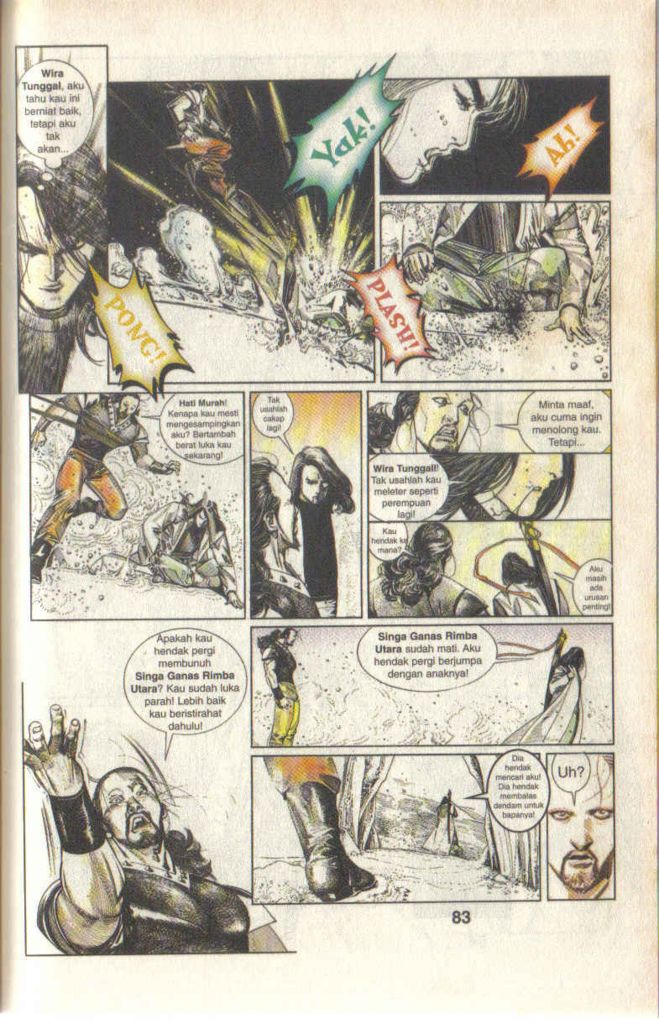 Wira
Tunggal, aku
tahu kau ini
berniat baik,
tetapi aku
tak
akan...
Yak!
Ah!
PONG!
PLASH!
Hati Murah!
Kenapa kau mesti
mengesampingkan
aku? Bertambah
berat luka kau
sekarang!
Tak
usahlah
cakap
lagi!
Minta maaf,
aku cuma ingin
menolong kau.
Tetapi...
Wira Tunggall!
Tak usahlah kau
meleter seperti
perempuan
lagi!
Kau
hendak ke
mana?
Aku
masih
ada
urusan
penting!
Apakah kau
hendak pergi
membunuh
Singa Ganas Rimba
Utara? Kau sudah luka
parah! Lebih baik
kau beristirahat
dahulu!
Singa Ganas Rimba
Utara sudah mati. Aku
hendak pergi berjumpa
dengan anaknya!
Dia
hendak
mencari aku!
Dia hendak
membalas
dendam untuk
bapanya!
Uh?
83